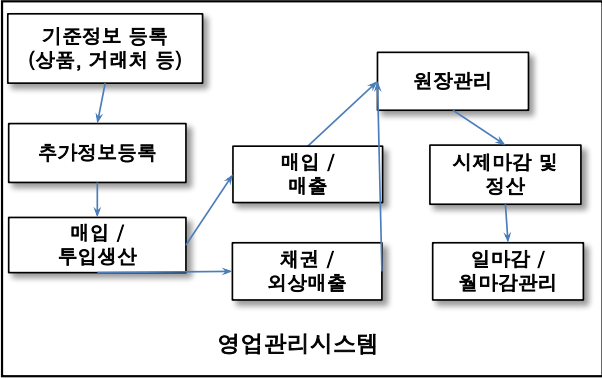 기준정보 등록
(상품, 거래처 등)
추가정보등록
매입 /
투입생산
매입 /
매출
채권 /
외상매출
원장관리
시제마감 및
정산
일마감 /
월마감관리
영업관리시스템